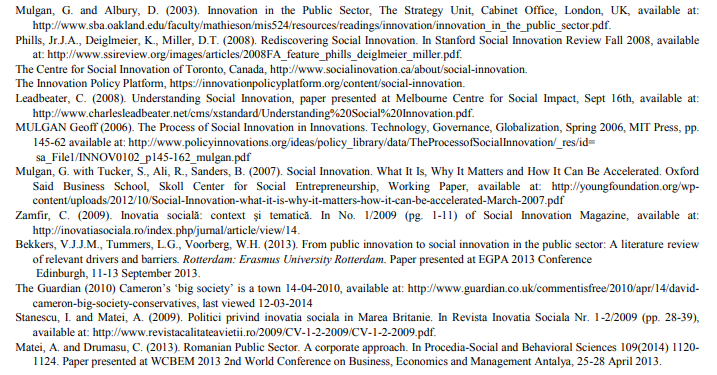 Mulgan, G. and Albury, D. (2003). Innovation in the Public Sector, The Strategy Unit, Cabinet Office, London, UK, available at:
http://www.sba.oakland.edu/faculty/mathieson/mis524/resources/readings/innovation/innovation_in_the_public_sector.pdf.
Phills, Jr.J.A., Deiglmeier, K., Miller, D.T. (2008). Rediscovering Social Innovation. In Stanford Social Innovation Review Fall 2008, available
at: http://www.ssireview.org/images/articles/2008FA_feature_phills_deiglmeier_miller.pdf.
The Centre for Social Innovation of Toronto, Canada, http://www.socialinovation.ca/about/social-innovation.
The Innovation Policy Platform, https://innovationpolicyplatform.org/content/social-innovation.
Leadbeater, C. (2008). Understanding Social Innovation, paper presented at Melbourne Centre for Social Impact, Sept 16th, available at:
http://www.charlesleadbeater.net/cms/xstandard/Understanding%20Social%20Innovation.pdf.
MULGAN Geoff (2006). The Process of Social Innovation in Innovations. Technology, Governance, Globalization, Spring 2006, MIT Press, pp.
145-62 available at: http://www.policyinnovations.org/ideas/policy_library/data/TheProcessofSocialInnovation/_res/id=
sa_File1/INNOV0102_p145-162_mulgan.pdf
Mulgan, G. with Tucker, S., Ali, R., Sanders, B. (2007). Social Innovation. What It Is, Why It Matters and How It Can Be Accelerated. Oxford
Said Business School, Skoll Center for Social Entrepreneurship, Working Paper, available at: http://youngfoundation.org/wp-
content/uploads/2012/10/Social-Innovation-what-it-is-why-it-matters-how-it-can-be-accelerated-March-2007.pdf
Zamfir, C. (2009). Inovatia socială: context şi tematică. In No. 1/2009 (pg. 1-11) of Social Innovation Magazine, available at:
http://inovatiasociala.ro/index.php/jurnal/article/view/14.
Bekkers, V.J.J.M., Tummers, L.G., Voorberg, W.H. (2013). From public innovation to social innovation in the public sector: A literature review
of relevant drivers and barriers. Rotterdam: Erasmus University Rotterdam. Paper presented at EGPA 2013 Conference
Edinburgh, 11-13 September 2013.
The Guardian (2010) Cameron's 'big society' is a town 14-04-2010, available at: http://www.guardian.co.uk/commentisfree/2010/apr/14/david-
cameron-big-society-conservatives, last viewed 12-03-2014
Stanescu, I. and Matei, A. (2009). Politici privind inovatia sociala in Marea Britanie. In Revista Inovatia Sociala Nr. 1-2/2009 (pp. 28-39),
available at: http://www.revistacalitateavietii.ro/2009/CV-1-2-2009/CV-1-2-2009.pdf.
Matei, A. and Drumasu, C. (2013). Romanian Public Sector. A corporate approach. In Procedia-Social and Behavioral Sciences 109(2014) 1120-
1124. Paper presented at WCBEM 2013 2nd World Conference on Business, Economics and Management Antalya, 25-28 April 2013.